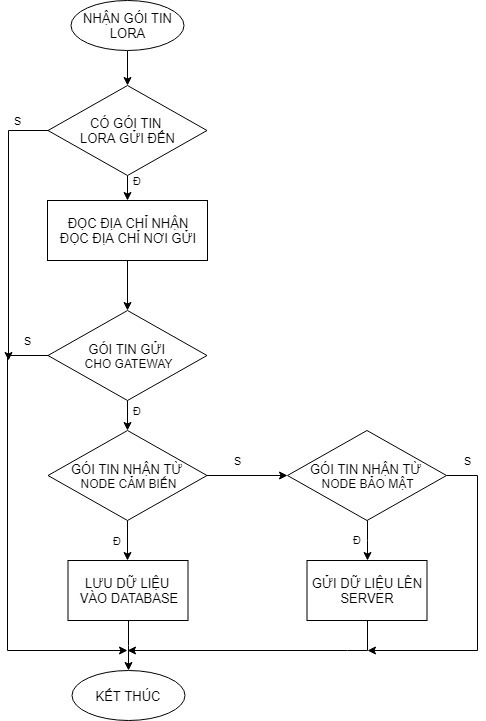 NHẬN GÓI TIN
LORA
S
CÓ GÓI TIN
LORA GỬI ĐẾN
Đ
ĐỌC ĐỊA CHỈ NHẬN
ĐỌC ĐỊA CHỈ NƠI GỬI
S
GÓI TIN GỬI
CHO GATEWAY
Đ
GÓI TIN NHẬN TỪ
NODE CẢM BIẾN
S
GÓI TIN NHẬN TỪ
NODE BẢO MẬT
S
Đ
Đ
LƯU DỮ LIỆU
VÀO DATABASE
GỬI DỮ LIỆU LÊN
SERVER
KẾT THÚC